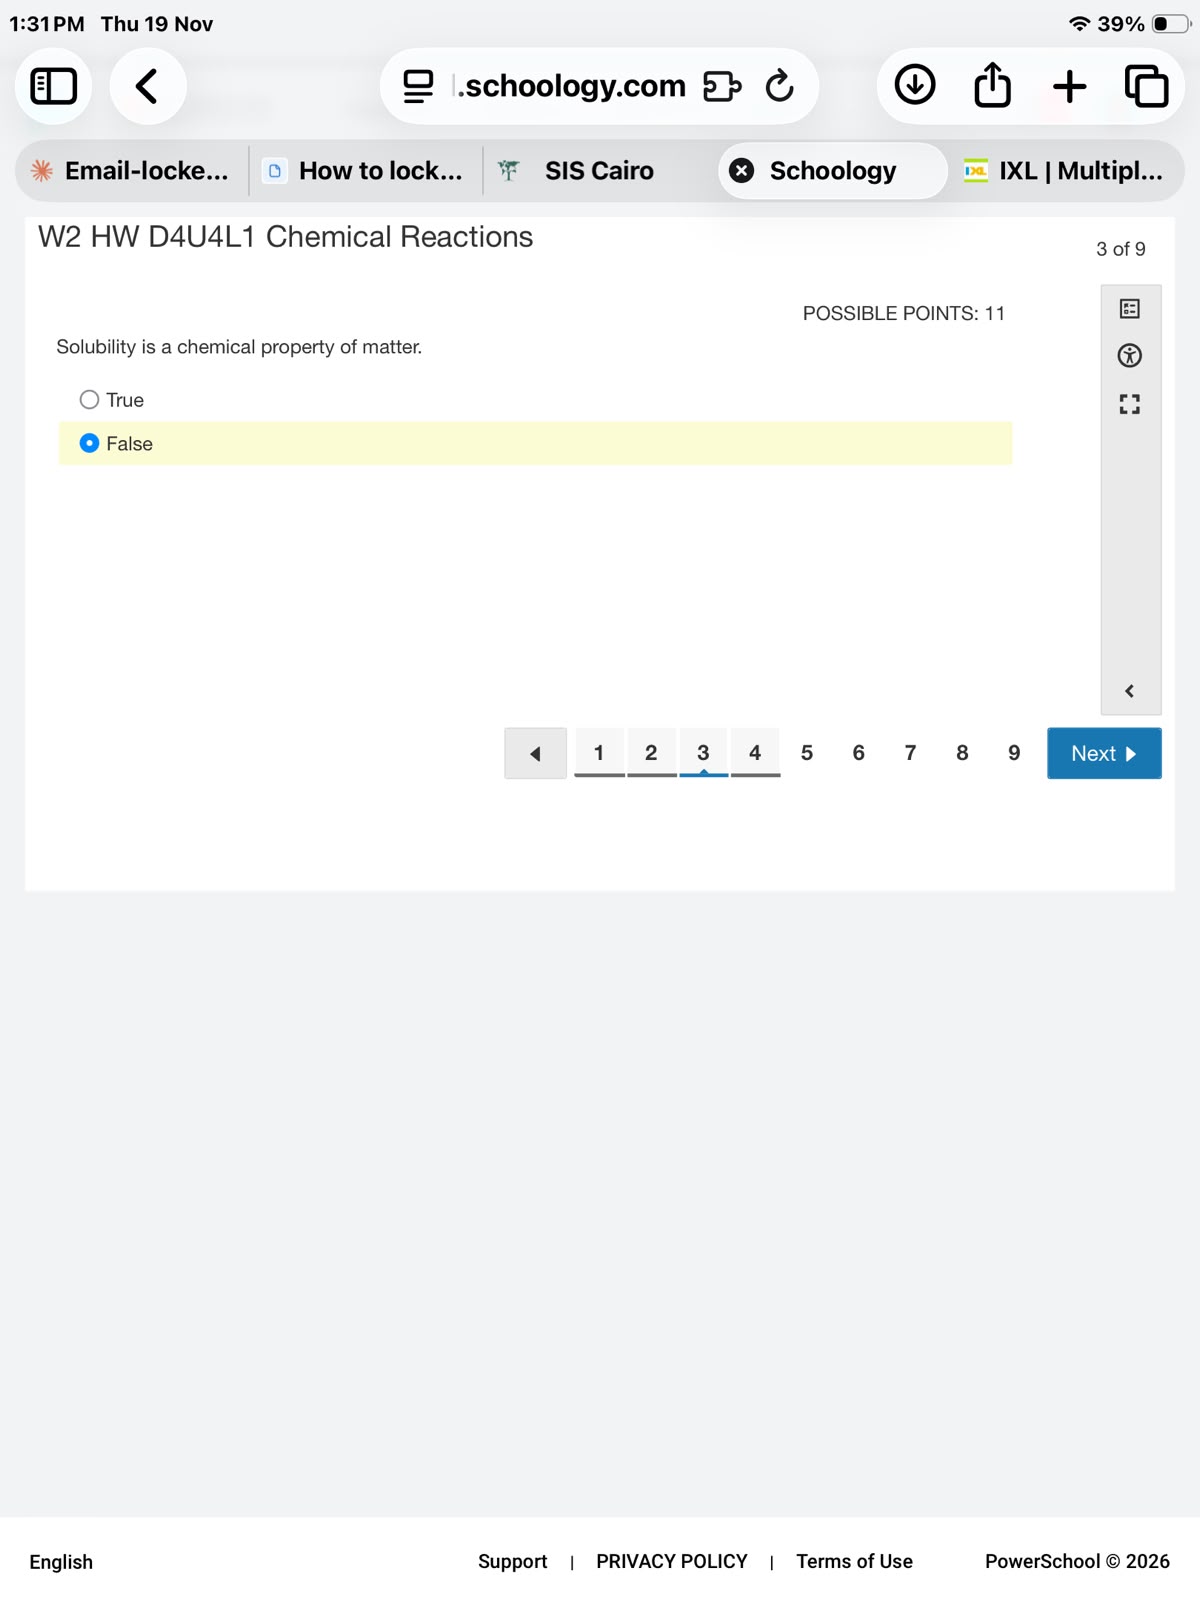 1:31 PM Thu 19 Nov
39%
.schoology.com
Email-locke...
How to lock...
SIS Cairo
Schoology
IXL | Multipl...
W2 HW D4U4L1 Chemical Reactions
3 of 9
POSSIBLE POINTS: 11
Solubility is a chemical property of matter.
True
False
1 2 3 4 5 6 7 8 9 Next
English
Support | PRIVACY POLICY | Terms of Use
PowerSchool © 2026